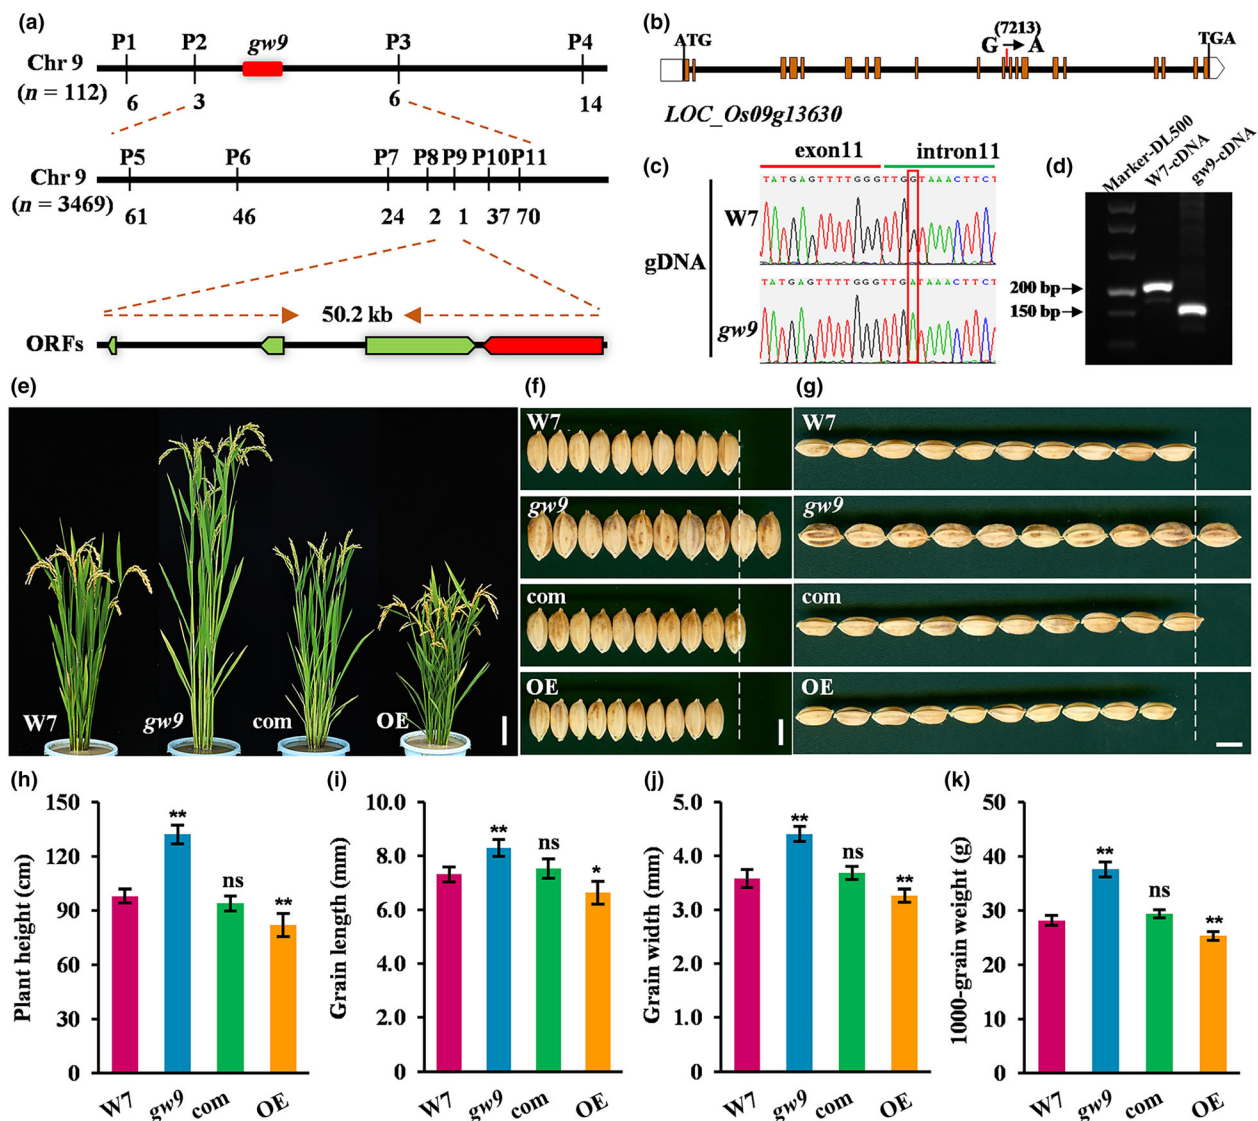 (a)
P1 P2 gw9 P3 P4
Chr 9
(n = 112)
6 3 6 14
P5 P6 P7 P8 P9 P10 P11
Chr 9
(n = 3469)
61 46 24 2 1 37 70
50.2 kb
ORFs
(b)
(7213)
ATG G A TGA
LOC_Os09g13630
(c)
exon11 intron11
TATGAGTTTTGGGTTGGTAAACTTCT
W7
gDNA
TATGAGTTTTGGGTTGATAAACTTCT
gw9
(d)
Marker-DL500
W7-cDNA
gw9-cDNA
200 bp
150 bp
(e)
W7 gw9 com OE
(f)
W7
gw9
com
OE
(g)
W7
gw9
com
OE
(h)
Plant height (cm)
150
120
90
60
30
0
** ns **
W7 gw9 com OE
(i)
Grain length (mm)
10.0
8.0
6.0
4.0
2.0
0
** ns *
W7 gw9 com OE
(j)
Grain width (mm)
5.0
4.0
3.0
2.0
1.0
0
** ns **
W7 gw9 com OE
(k)
1000-grain weight (g)
50
40
30
20
10
0
** ns **
W7 gw9 com OE